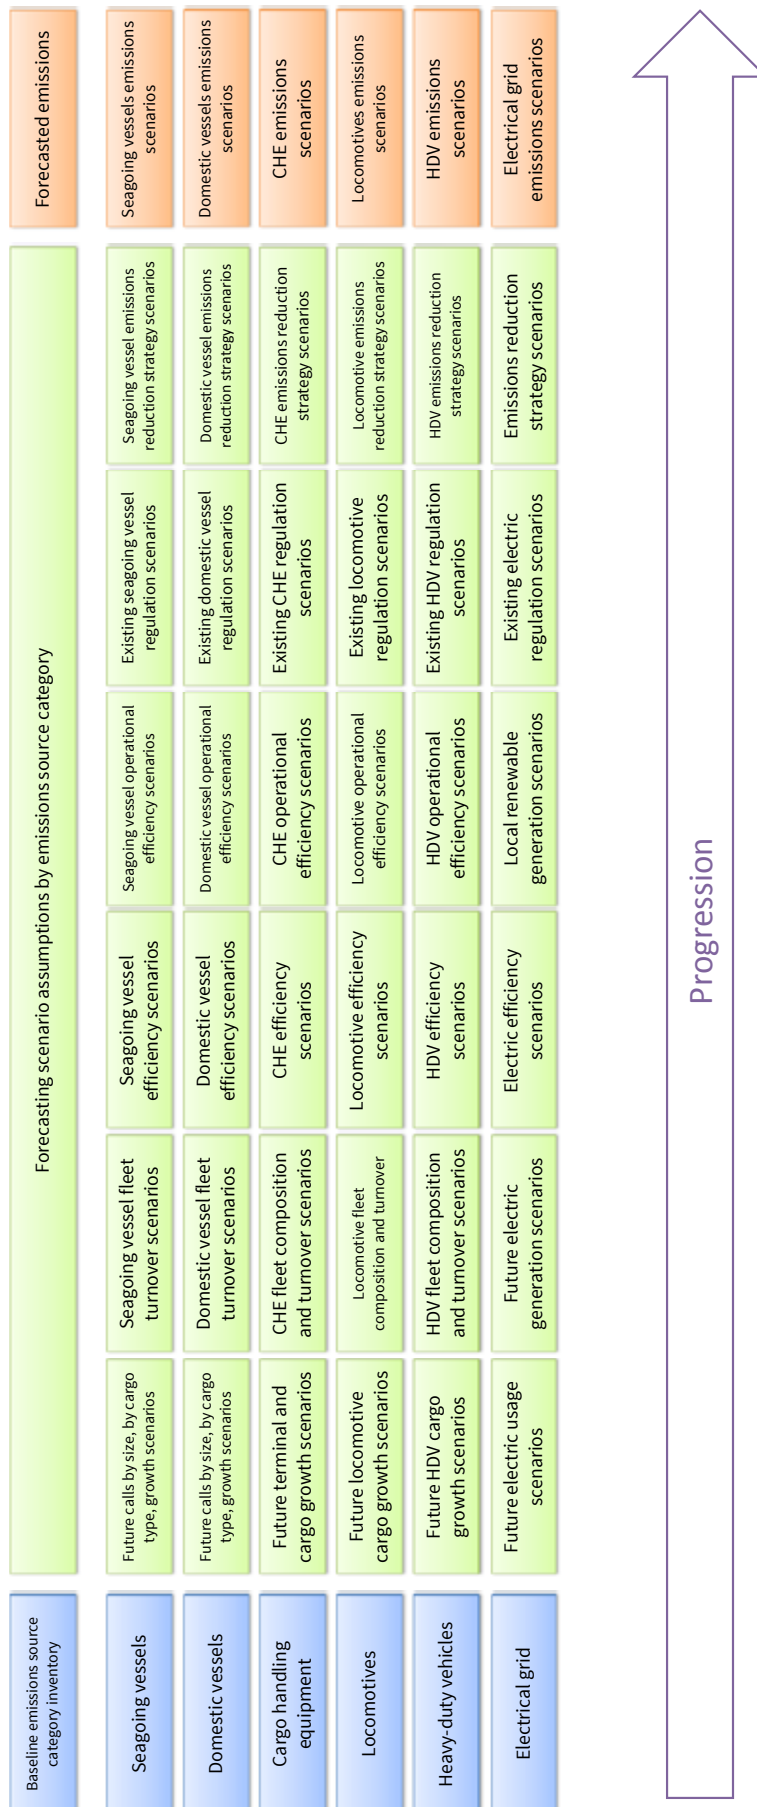 Baseline emissions source
category inventory
Forecasting scenario assumptions by emissions source category
Forecasted emissions
Seagoing vessels
Future calls by size, by cargo
type, growth scenarios
Seagoing vessel fleet
turnover scenarios
Seagoing vessel
efficiency scenarios
Seagoing vessel operational
efficiency scenarios
Existing seagoing vessel
regulation scenarios
Seagoing vessel emissions
reduction strategy scenarios
Seagoing vessels emissions
scenarios
Domestic vessels
Future calls by size, by cargo
type, growth scenarios
Domestic vessel fleet
turnover scenarios
Domestic vessel
efficiency scenarios
Domestic vessel operational
efficiency scenarios
Existing domestic vessel
regulation scenarios
Domestic vessel emissions
reduction strategy scenarios
Domestic vessels emissions
scenarios
Cargo handling
equipment
Future terminal and
cargo growth scenarios
CHE fleet composition
and turnover scenarios
CHE efficiency
scenarios
CHE operational
efficiency scenarios
Existing CHE regulation
scenarios
CHE emissions reduction
strategy scenarios
CHE emissions
scenarios
Locomotives
Future locomotive
cargo growth scenarios
Locomotive fleet
composition and turnover
Locomotive efficiency
scenarios
Locomotive operational
efficiency scenarios
Existing locomotive
regulation scenarios
Locomotive emissions
reduction strategy scenarios
Locomotives emissions
scenarios
Heavy-duty vehicles
Future HDV cargo
growth scenarios
HDV fleet composition
and turnover scenarios
HDV efficiency
scenarios
HDV operational
efficiency scenarios
Existing HDV regulation
scenarios
HDV emissions reduction
strategy scenarios
HDV emissions
scenarios
Electrical grid
Future electric usage
scenarios
Future electric
generation scenarios
Electric efficiency
scenarios
Local renewable
generation scenarios
Existing electric
regulation scenarios
Emissions reduction
strategy scenarios
Electrical grid
emissions scenarios
Progression